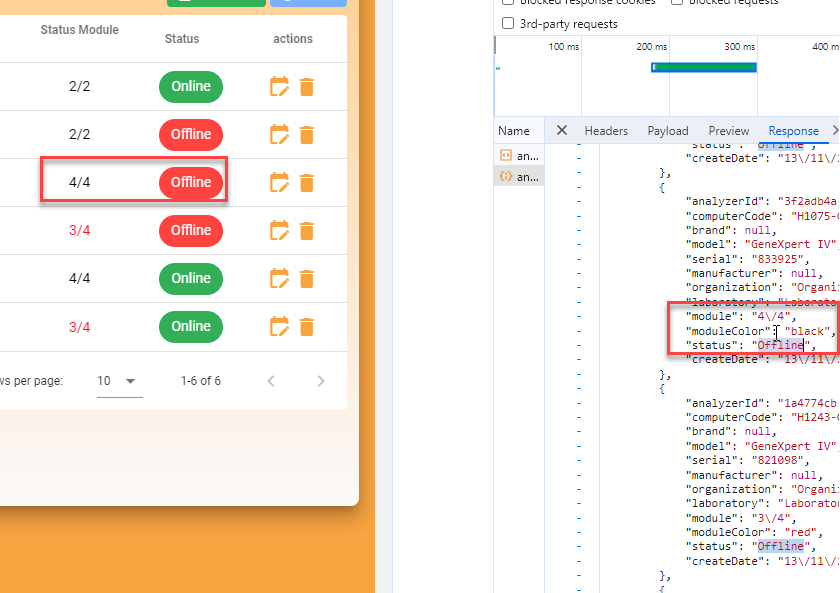 Status Module Status actions
2/2 Online
2/2 Offline
4/4 Offline
3/4 Offline
4/4 Online
3/4 Online
per page: 10 1-6 of 6
Blocked response cookies Blocked requests
3rd-party requests
100 ms 200 ms 300 ms 400 m
Name Headers Payload Preview Response
an...
an...
"status": "Offline",
"createDate": "13\/11\/
},
{
"analyzerId": "3f2adb4a
"computerCode": "H1075-
"brand": null,
"model": "GeneXpert IV",
"serial": "833925",
"manufacturer": null,
"organization": "Organi
"laboratory": "Laborato
"module": "4\/4",
"moduleColor": "black",
"status": "Offline",
"createDate": "13\/11\/
},
{
"analyzerId": "1a4774cb
"computerCode": "H1243-
"brand": null,
"model": "GeneXpert IV",
"serial": "821098",
"manufacturer": null,
"organization": "Organi
"laboratory": "Laborato
"module": "3\/4",
"moduleColor": "red",
"status": "Offline",
"createDate": "13\/11\/
},
{